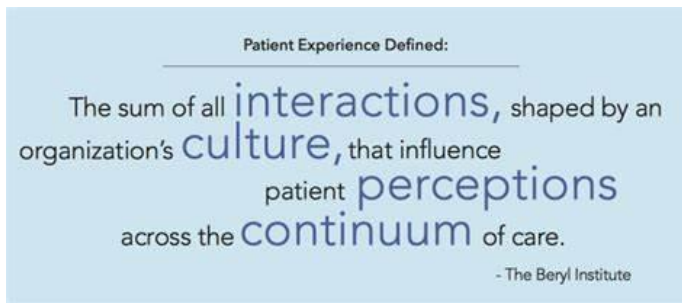 Patient Experience Defined:
The sum of all interactions, shaped by an
organization's culture, that influence
patient perceptions
across the continuum of care.
- The Beryl Institute